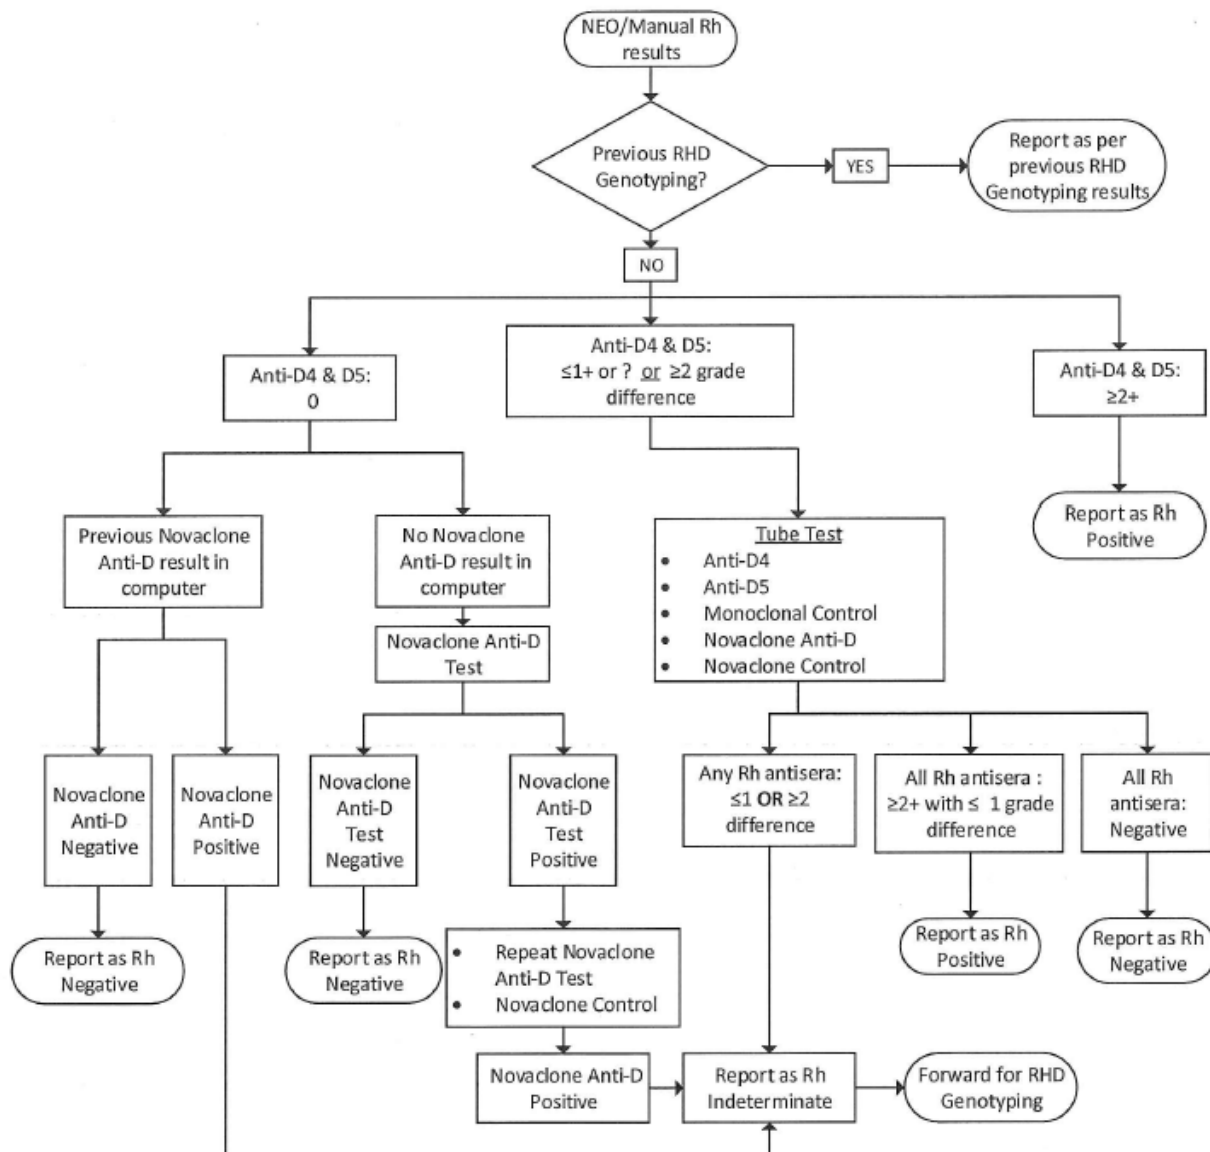 NEO/Manual Rh
results
Previous RHD
Genotyping?
YES
Report as per
previous RHD
Genotyping results
NO
Anti-D4 & D5:
0
Anti-D4 & D5:
≤1+ or ? or ≥2 grade
difference
Anti-D4 & D5:
≥2+
Previous Novaclone
Anti-D result in
computer
No Novaclone
Anti-D result in
computer
Tube Test
• Anti-D4
• Anti-D5
• Monoclonal Control
• Novaclone Anti-D
• Novaclone Control
Report as Rh
Positive
Novaclone Anti-D
Test
Novaclone
Anti-D
Negative
Novaclone
Anti-D
Positive
Novaclone
Anti-D
Test
Negative
Novaclone
Anti-D
Test
Positive
Any Rh antisera:
≤1 OR ≥2
difference
All Rh antisera :
≥2+ with ≤ 1 grade
difference
All Rh
antisera:
Negative
Report as Rh
Negative
Report as Rh
Negative
• Repeat Novaclone
Anti-D Test
• Novaclone Control
Report as Rh
Positive
Report as Rh
Negative
Novaclone Anti-D
Positive
Report as Rh
Indeterminate
Forward for RHD
Genotyping